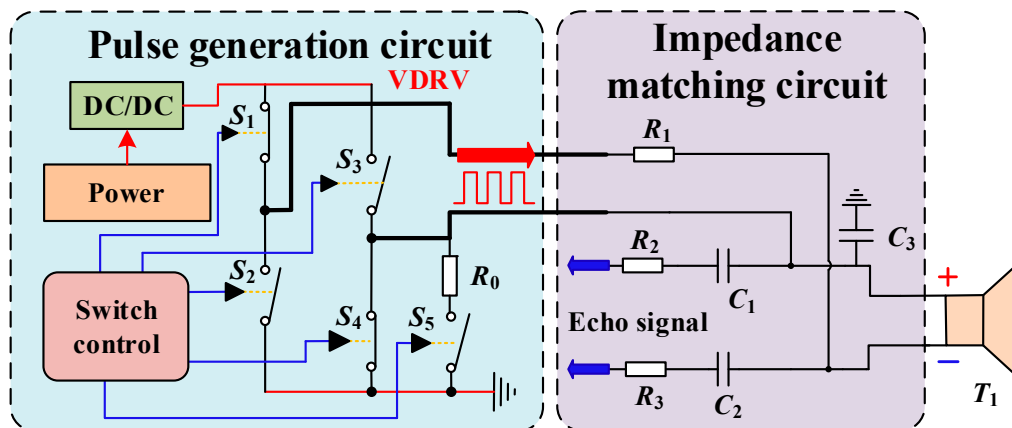 Pulse generation circuit
VDRV
DC/DC
Power
Switch
control
S1
S2
S3
S4
S5
R0
Impedance
matching circuit
R1
R2
C1
C3
Echo signal
R3
C2
+
−
T1